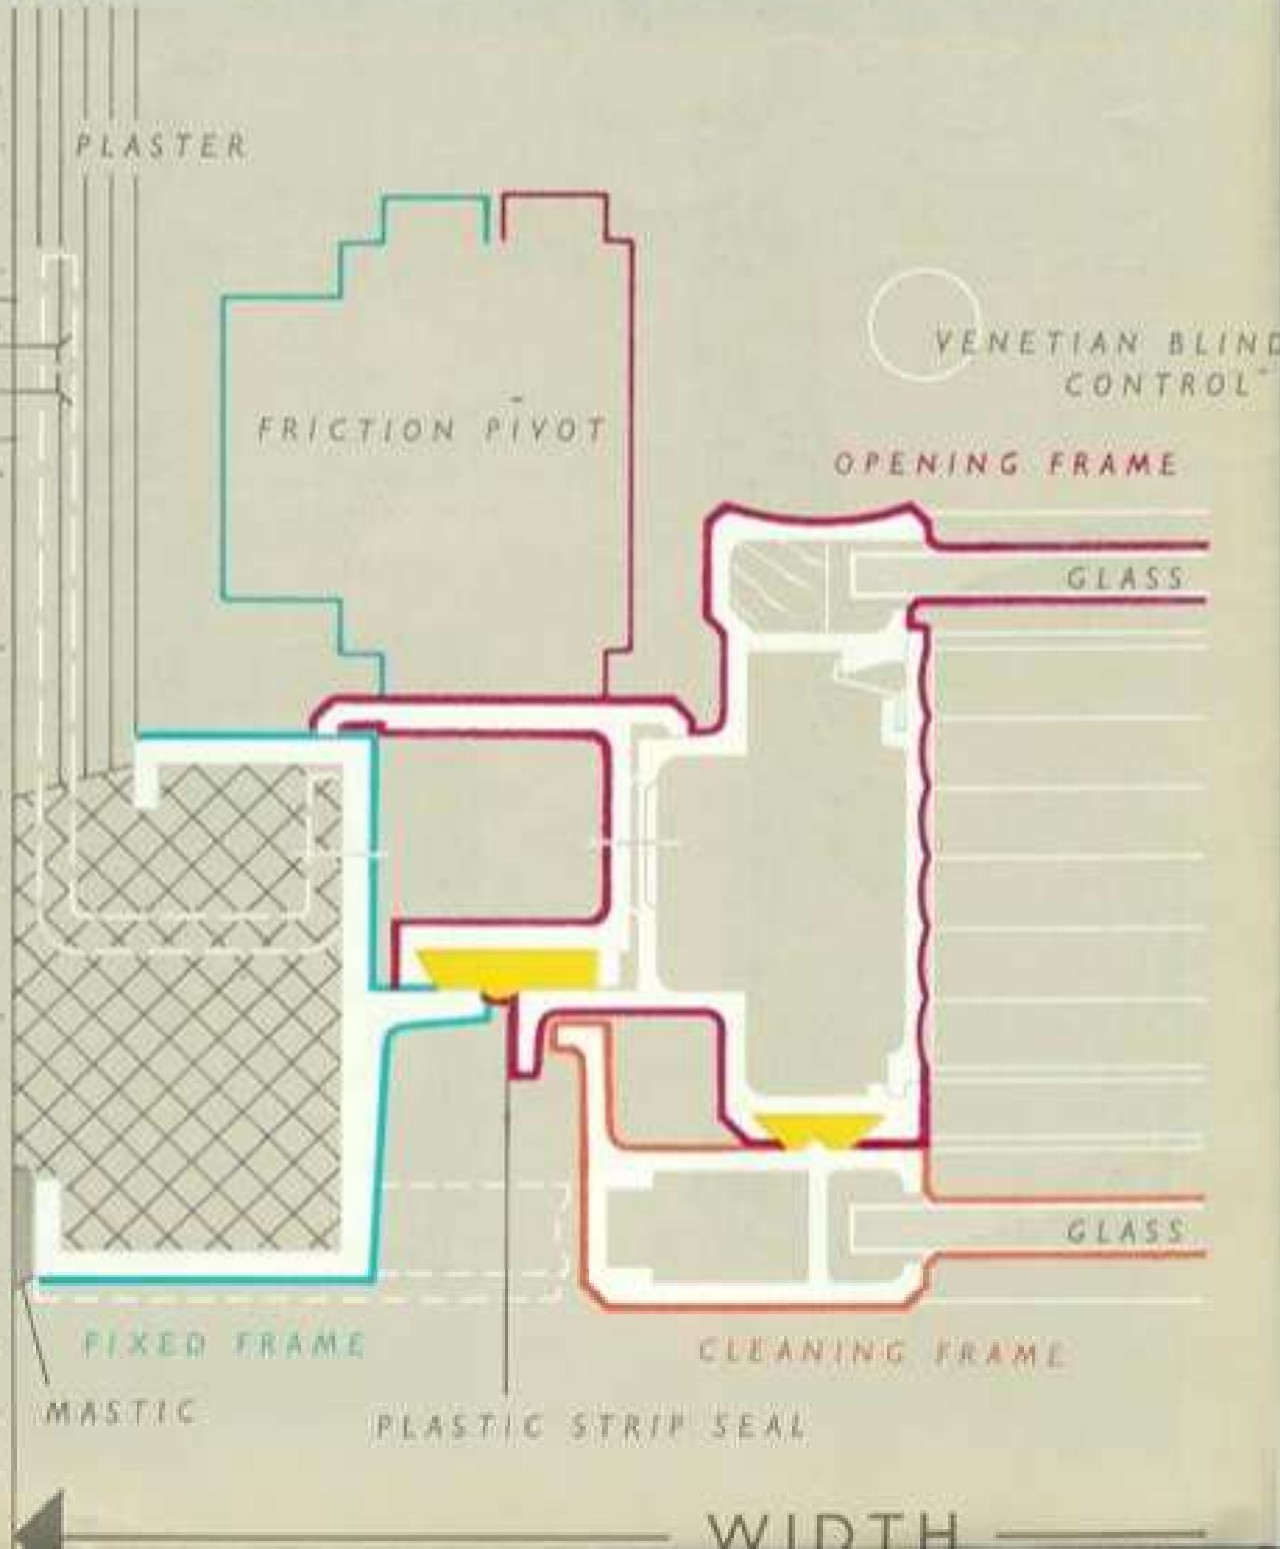 PLASTER
VENETIAN BLIND
CONTROL
FRICTION PIVOT
OPENING FRAME
GLASS
GLASS
FIXED FRAME
CLEANING FRAME
MASTIC
PLASTIC STRIP SEAL
WIDTH